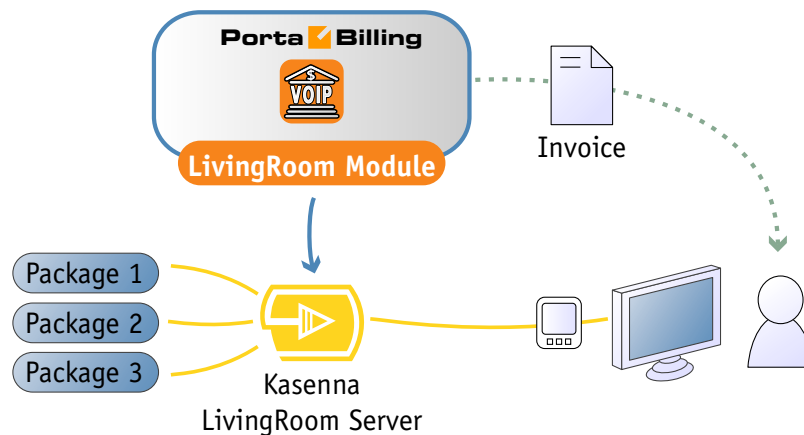 Porta Billing
$
VOIP
LivingRoom Module
Invoice
Package 1
Package 2
Package 3
Kasenna
LivingRoom Server